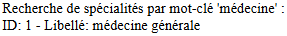 Recherche de spécialités par mot-clé 'médecine' :
ID: 1 - Libellé: médecine générale